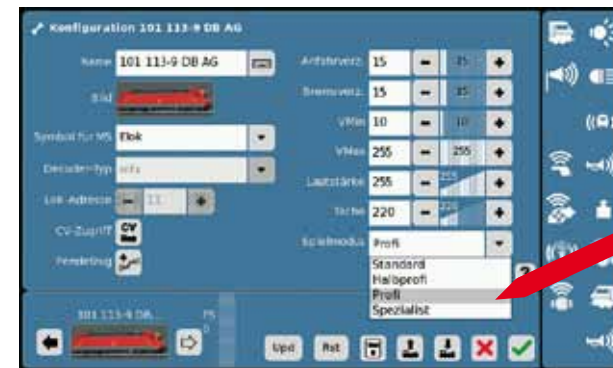 Konfiguration 101 113-9 DB AG
Name 101 113-9 DB AG
Bild
Symbol für MS Elok
Decoder-Typ mfx
Lok-Adresse - 13 +
CV-Zugriff CV
Pendelzug
Anfahrverz. 15 - 15 +
Bremsverz. 15 - 15 +
VMin 10 - 10 +
VMax 255 - 255 +
Lautstärke 255 - 255 +
Tacho 220 - 220 +
Spielmodus Profi
Standard
Halbprofi
Profi
Spezialist
?
101 113-9 DB...
Upd Rst